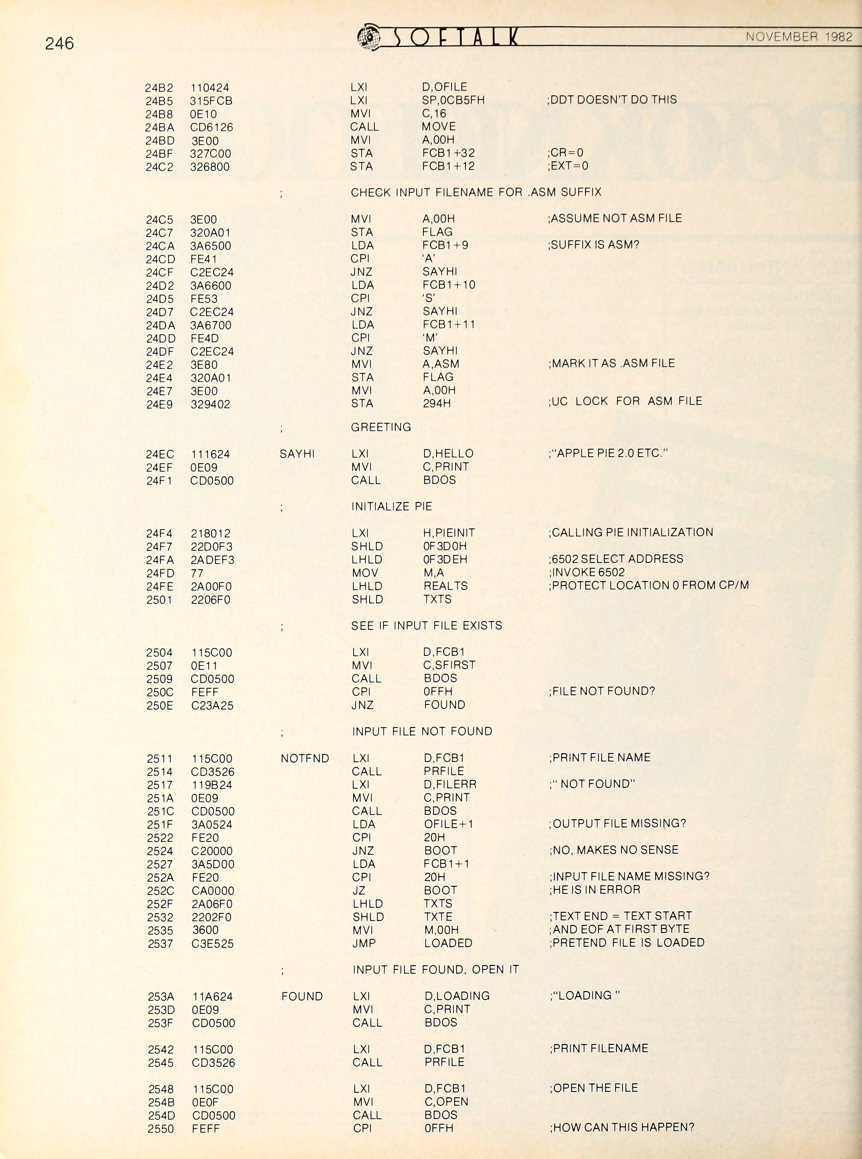 246
SOFTALK
NOVEMBER 1982
24B2 110424 LXI D,OFILE
24B5 315FCB LXI SP,0CB5FH ;DDT DOESN'T DO THIS
24B8 0E10 MVI C,16
24BA CD6126 CALL MOVE
24BD 3E00 MVI A,00H
24BF 327C00 STA FCB1+32 ;CR=0
24C2 326800 STA FCB1+12 ;EXT=0
; CHECK INPUT FILENAME FOR .ASM SUFFIX
24C5 3E00 MVI A,00H ;ASSUME NOT ASM FILE
24C7 320A01 STA FLAG
24CA 3A6500 LDA FCB1+9 ;SUFFIX IS ASM?
24CD FE41 CPI 'A'
24CF C2EC24 JNZ SAYHI
24D2 3A6600 LDA FCB1+10
24D5 FE53 CPI 'S'
24D7 C2EC24 JNZ SAYHI
24DA 3A6700 LDA FCB1+11
24DD FE4D CPI 'M'
24DF C2EC24 JNZ SAYHI
24E2 3E80 MVI A,ASM ;MARK IT AS .ASM FILE
24E4 320A01 STA FLAG
24E7 3E00 MVI A,00H
24E9 329402 STA 294H ;UC LOCK FOR ASM FILE
; GREETING
24EC 111624 SAYHI LXI D,HELLO ;"APPLE PIE 2.0 ETC."
24EF 0E09 MVI C,PRINT
24F1 CD0500 CALL BDOS
; INITIALIZE PIE
24F4 218012 LXI H,PIEINIT ;CALLING PIE INITIALIZATION
24F7 22D0F3 SHLD 0F3D0H
24FA 2ADEF3 LHLD 0F3DEH ;6502 SELECT ADDRESS
24FD 77 MOV M,A ;INVOKE 6502
24FE 2A00F0 LHLD REALTS ;PROTECT LOCATION 0 FROM CP/M
2501 2206F0 SHLD TXTS
; SEE IF INPUT FILE EXISTS
2504 115C00 LXI D,FCB1
2507 0E11 MVI C,SFIRST
2509 CD0500 CALL BDOS
250C FEFF CPI 0FFH ;FILE NOT FOUND?
250E C23A25 JNZ FOUND
; INPUT FILE NOT FOUND
2511 115C00 NOTFND LXI D,FCB1 ;PRINT FILE NAME
2514 CD3526 CALL PRFILE
2517 119B24 LXI D,FILERR ;" NOT FOUND"
251A 0E09 MVI C,PRINT
251C CD0500 CALL BDOS
251F 3A0524 LDA OFILE+1 ;OUTPUT FILE MISSING?
2522 FE20 CPI 20H
2524 C20000 JNZ BOOT ;NO, MAKES NO SENSE
2527 3A5D00 LDA FCB1+1
252A FE20 CPI 20H ;INPUT FILE NAME MISSING?
252C CA0000 JZ BOOT ;HE IS IN ERROR
252F 2A06F0 LHLD TXTS
2532 2202F0 SHLD TXTE ;TEXT END = TEXT START
2535 3600 MVI M,00H ;AND EOF AT FIRST BYTE
2537 C3E525 JMP LOADED ;PRETEND FILE IS LOADED
; INPUT FILE FOUND, OPEN IT
253A 11A624 FOUND LXI D,LOADING ;"LOADING "
253D 0E09 MVI C,PRINT
253F CD0500 CALL BDOS
2542 115C00 LXI D,FCB1 ;PRINT FILENAME
2545 CD3526 CALL PRFILE
2548 115C00 LXI D,FCB1 ;OPEN THE FILE
254B 0E0F MVI C,OPEN
254D CD0500 CALL BDOS
2550 FEFF CPI 0FFH ;HOW CAN THIS HAPPEN?